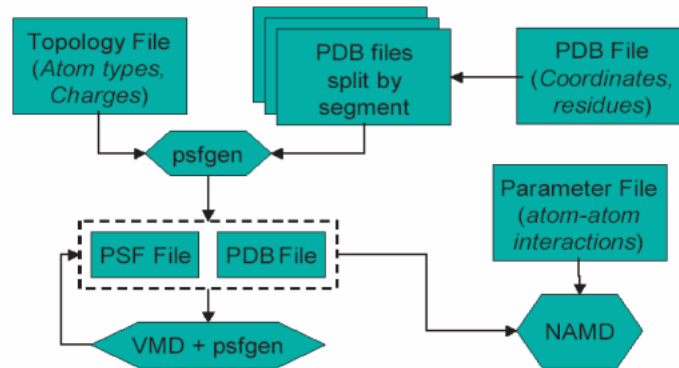 Topology File
(Atom types,
Charges)
PDB files
split by
segment
PDB File
(Coordinates,
residues)
psfgen
Parameter File
(atom-atom
interactions)
PSF File
PDB File
VMD + psfgen
NAMD